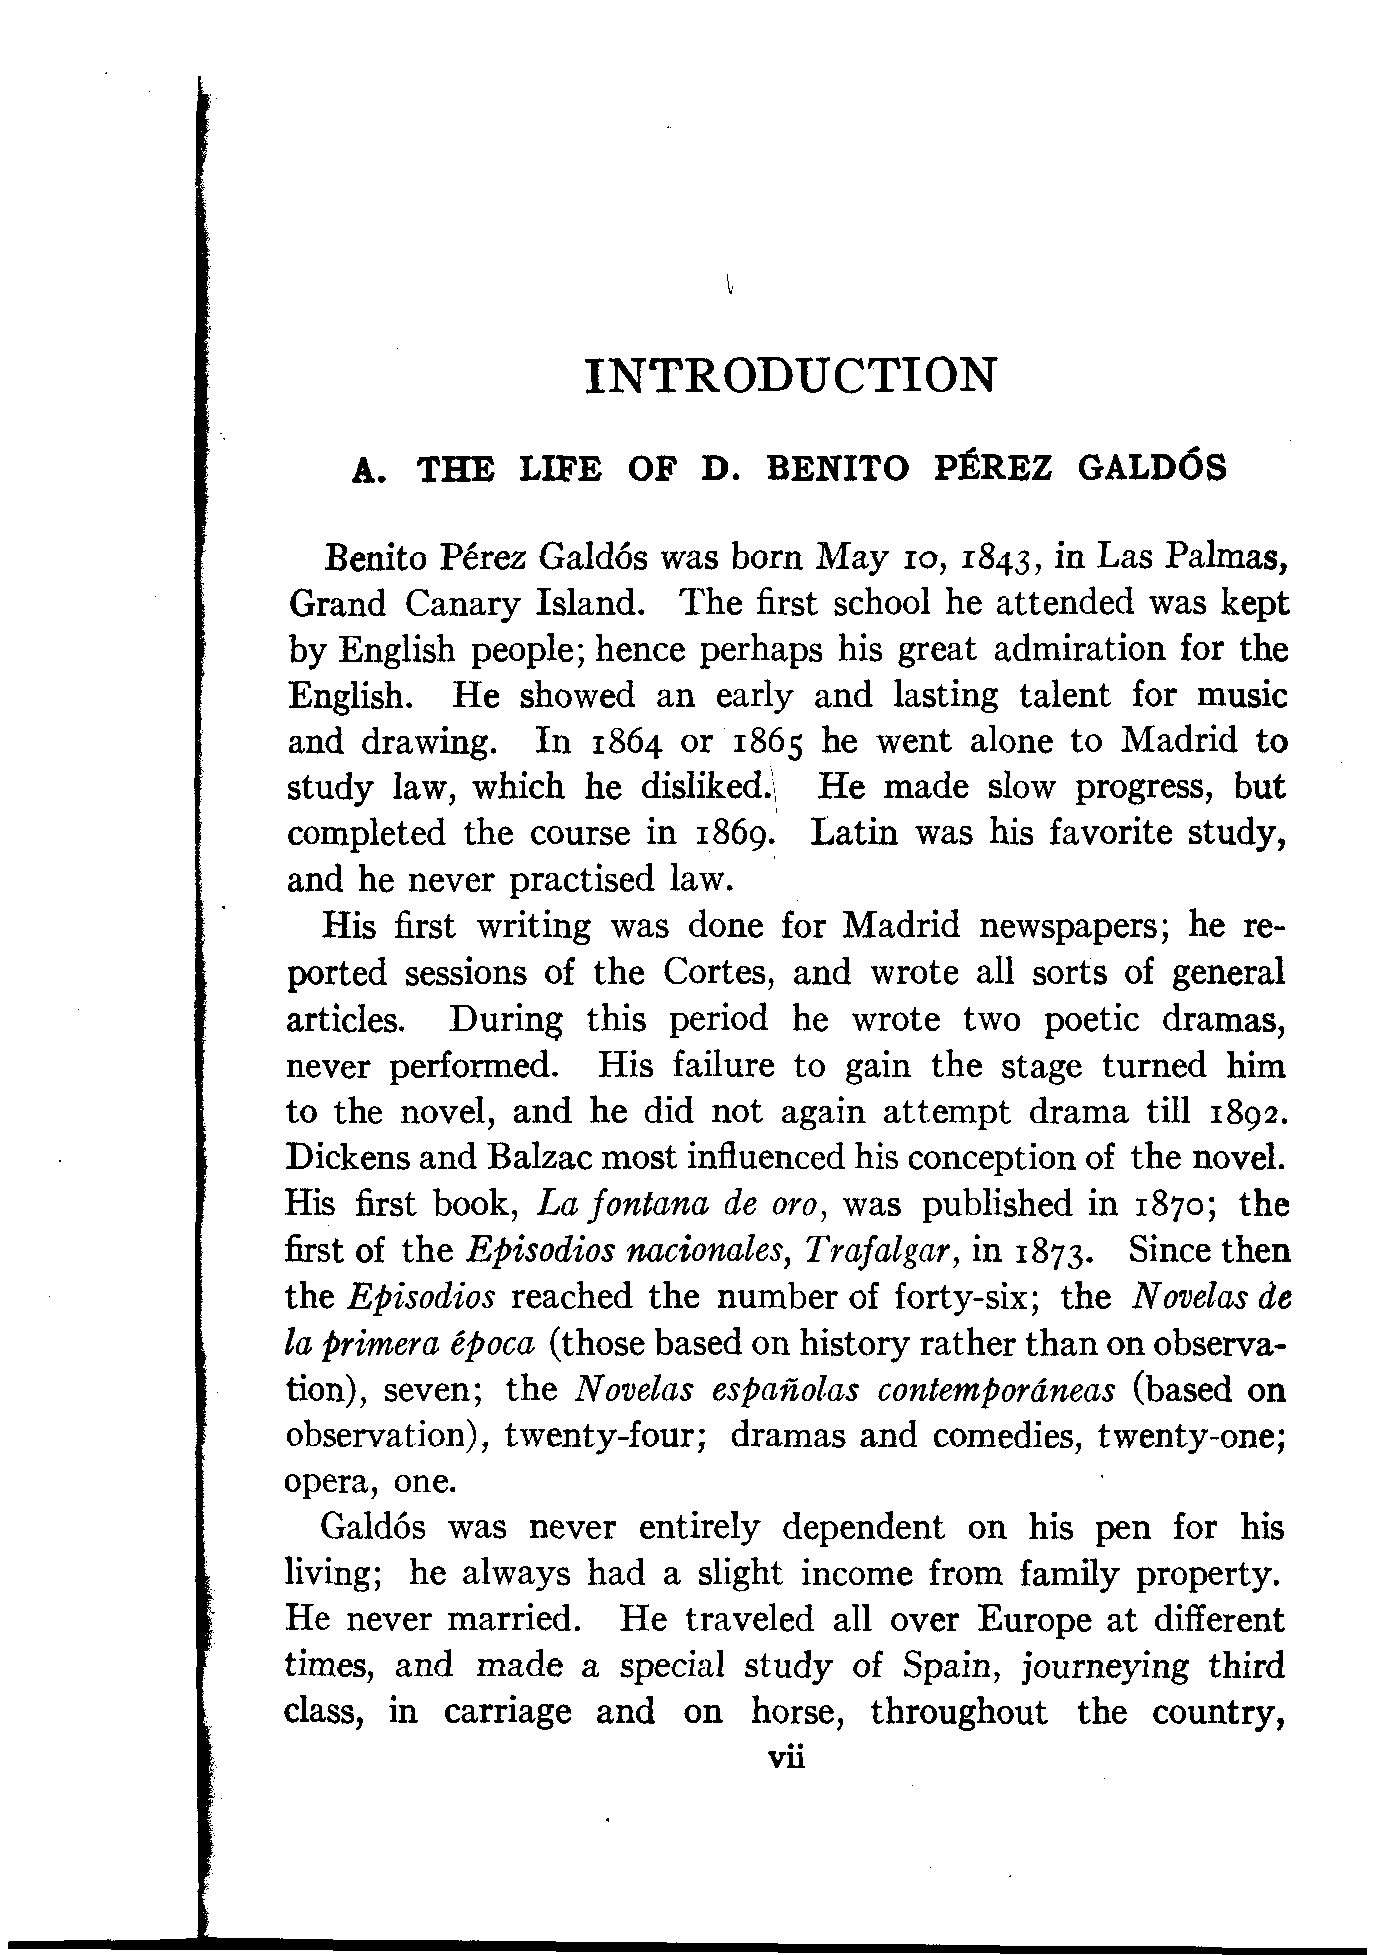 INTRODUCTION
A. THE LIFE OF D. BENITO PÉREZ GALDÓS
Benito Pérez Galdós was born May 10, 1843, in Las Palmas,
Grand Canary Island. The first school he attended was kept
by English people; hence perhaps his great admiration for the
English. He showed an early and lasting talent for music
and drawing. In 1864 or 1865 he went alone to Madrid to
study law, which he disliked. He made slow progress, but
completed the course in 1869. Latin was his favorite study,
and he never practised law.
His first writing was done for Madrid newspapers; he re-
ported sessions of the Cortes, and wrote all sorts of general
articles. During this period he wrote two poetic dramas,
never performed. His failure to gain the stage turned him
to the novel, and he did not again attempt drama till 1892.
Dickens and Balzac most influenced his conception of the novel.
His first book, La fontana de oro, was published in 1870; the
first of the Episodios nacionales, Trafalgar, in 1873. Since then
the Episodios reached the number of forty-six; the Novelas de
la primera época (those based on history rather than on observa-
tion), seven; the Novelas españolas contemporáneas (based on
observation), twenty-four; dramas and comedies, twenty-one;
opera, one.
Galdós was never entirely dependent on his pen for his
living; he always had a slight income from family property.
He never married. He traveled all over Europe at different
times, and made a special study of Spain, journeying third
class, in carriage and on horse, throughout the country,
vii